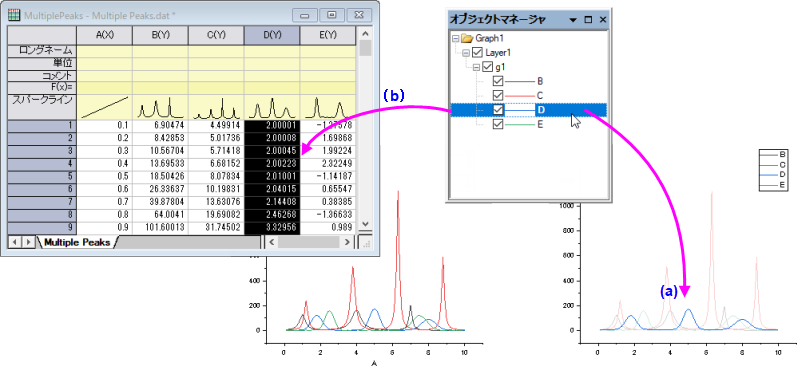 MultiplePeaks - Multiple Peaks.dat *
A(X) B(Y) C(Y) D(Y) E(Y)
ロングネーム
単位
コメント
F(x)=
スパークライン
1 0.1 6.90474 4.49914 2.00001 -1.27578
2 0.2 8.42853 5.01736 2.00008 1.69868
3 0.3 10.56704 5.71418 2.00045 1.99224
4 0.4 13.69533 6.68152 2.00223 2.32249
5 0.5 18.50426 8.07834 2.01001 -1.14187
6 0.6 26.33637 10.19831 2.04015 0.65547
7 0.7 39.87804 13.63076 2.14408 0.38385
8 0.8 64.0041 19.69082 2.46268 -1.36633
9 0.9 101.60013 31.74502 3.32956 0.989
Multiple Peaks
オブジェクトマネージャ
Graph1
Layer1
g1
B
C
D
E
(b)
(a)
B
C
D
E
600
400
200
0
0 2 4 6 8 10
A
1000
800
600
400
200
0
0 2 4 6 8 10